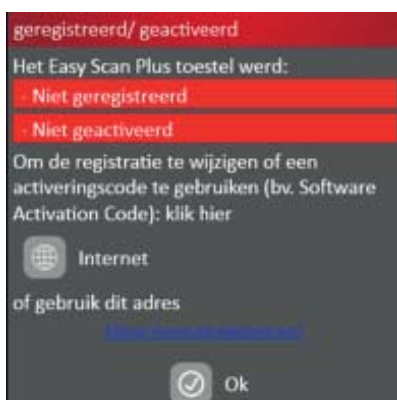 geregistreerd/ geactiveerd
Het Easy Scan Plus toestel werd:
- Niet geregistreerd
- Niet geactiveerd
Om de registratie te wijzigen of een
activeringscode te gebruiken (bv. Software
Activation Code): klik hier
Internet
of gebruik dit adres
Ok